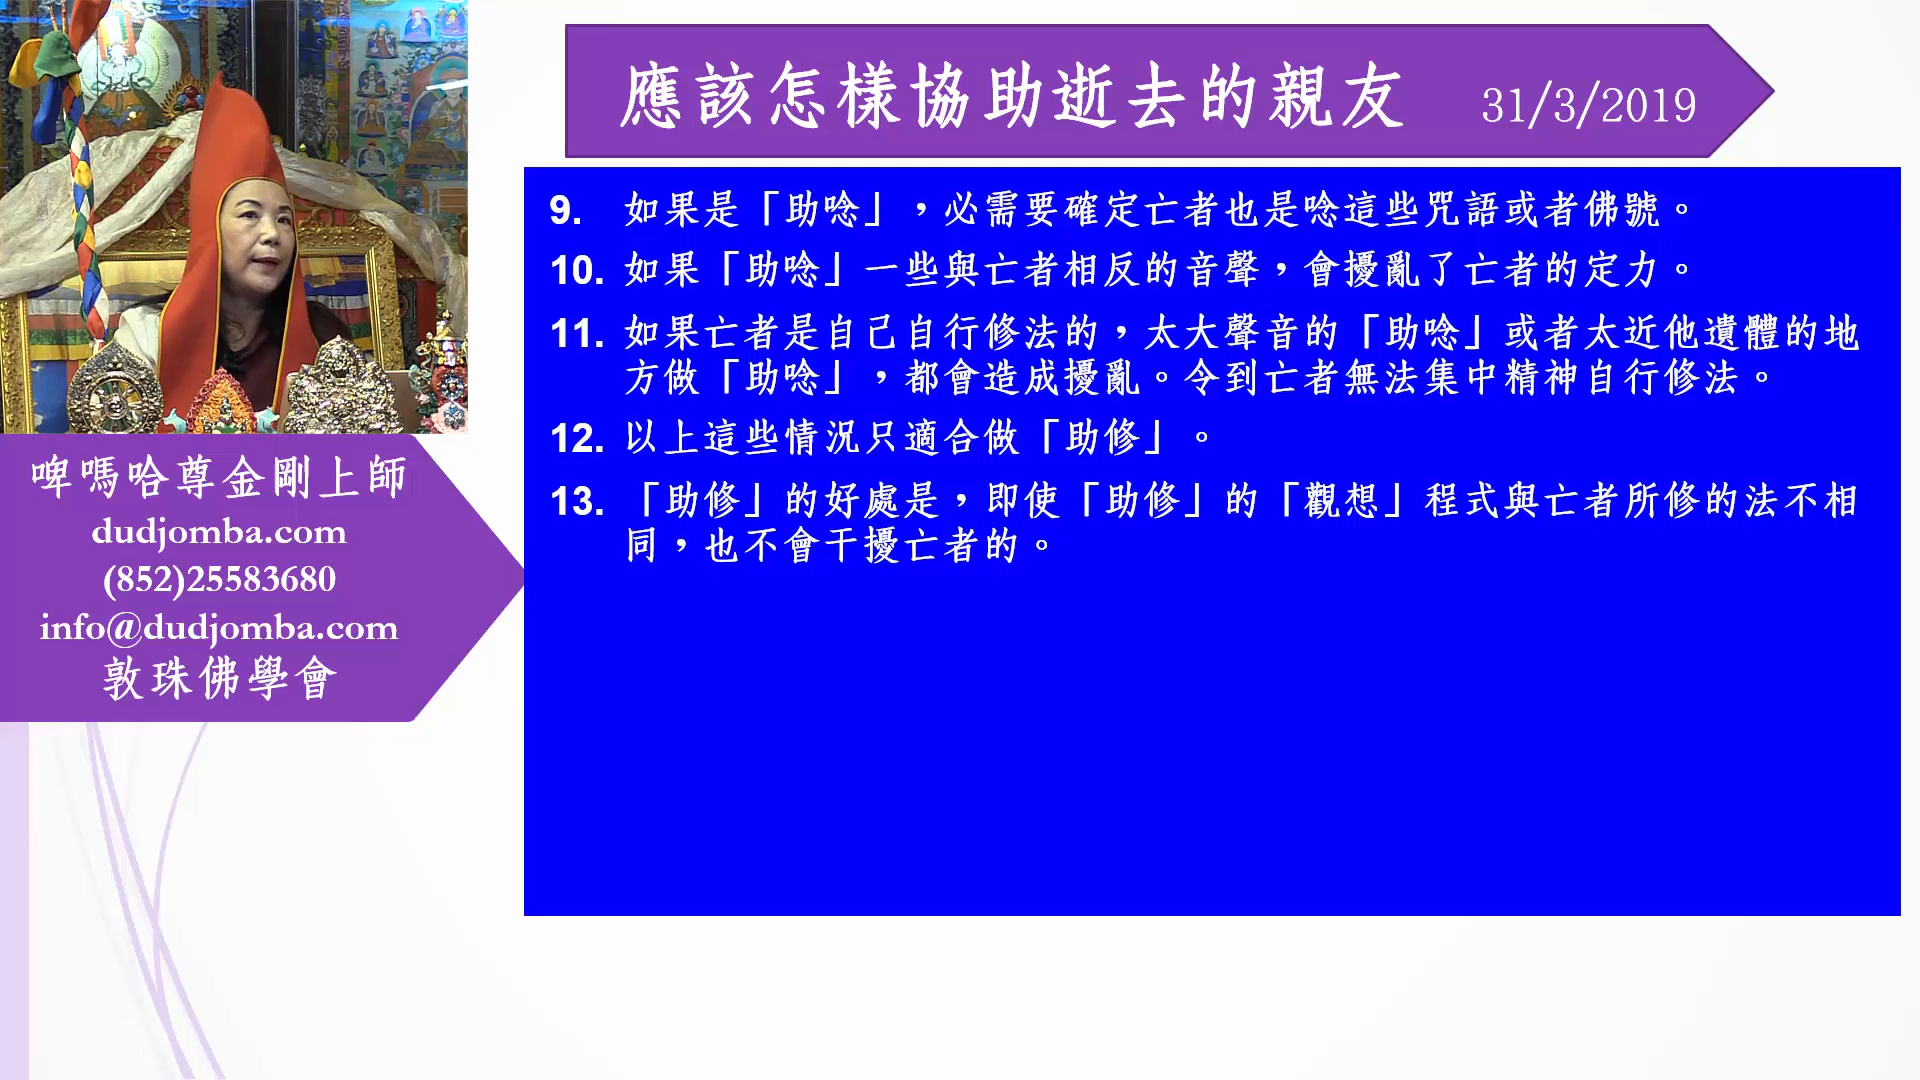 應該怎樣協助逝去的親友 31/3/2019
9. 如果是「助唸」，必需要確定亡者也是唸這些咒語或者佛號。
10. 如果「助唸」一些與亡者相反的音聲，會擾亂了亡者的定力。
11. 如果亡者是自己自行修法的，太大聲音的「助唸」或者太近他遺體的地
方做「助唸」，都會造成擾亂。令到亡者無法集中精神自行修法。
12. 以上這些情況只適合做「助修」。
13. 「助修」的好處是，即使「助修」的「觀想」程式與亡者所修的法不相
同，也不會干擾亡者的。
啤嗎哈尊金剛上師
dudjomba.com
(852)25583680
info@dudjomba.com
敦珠佛學會